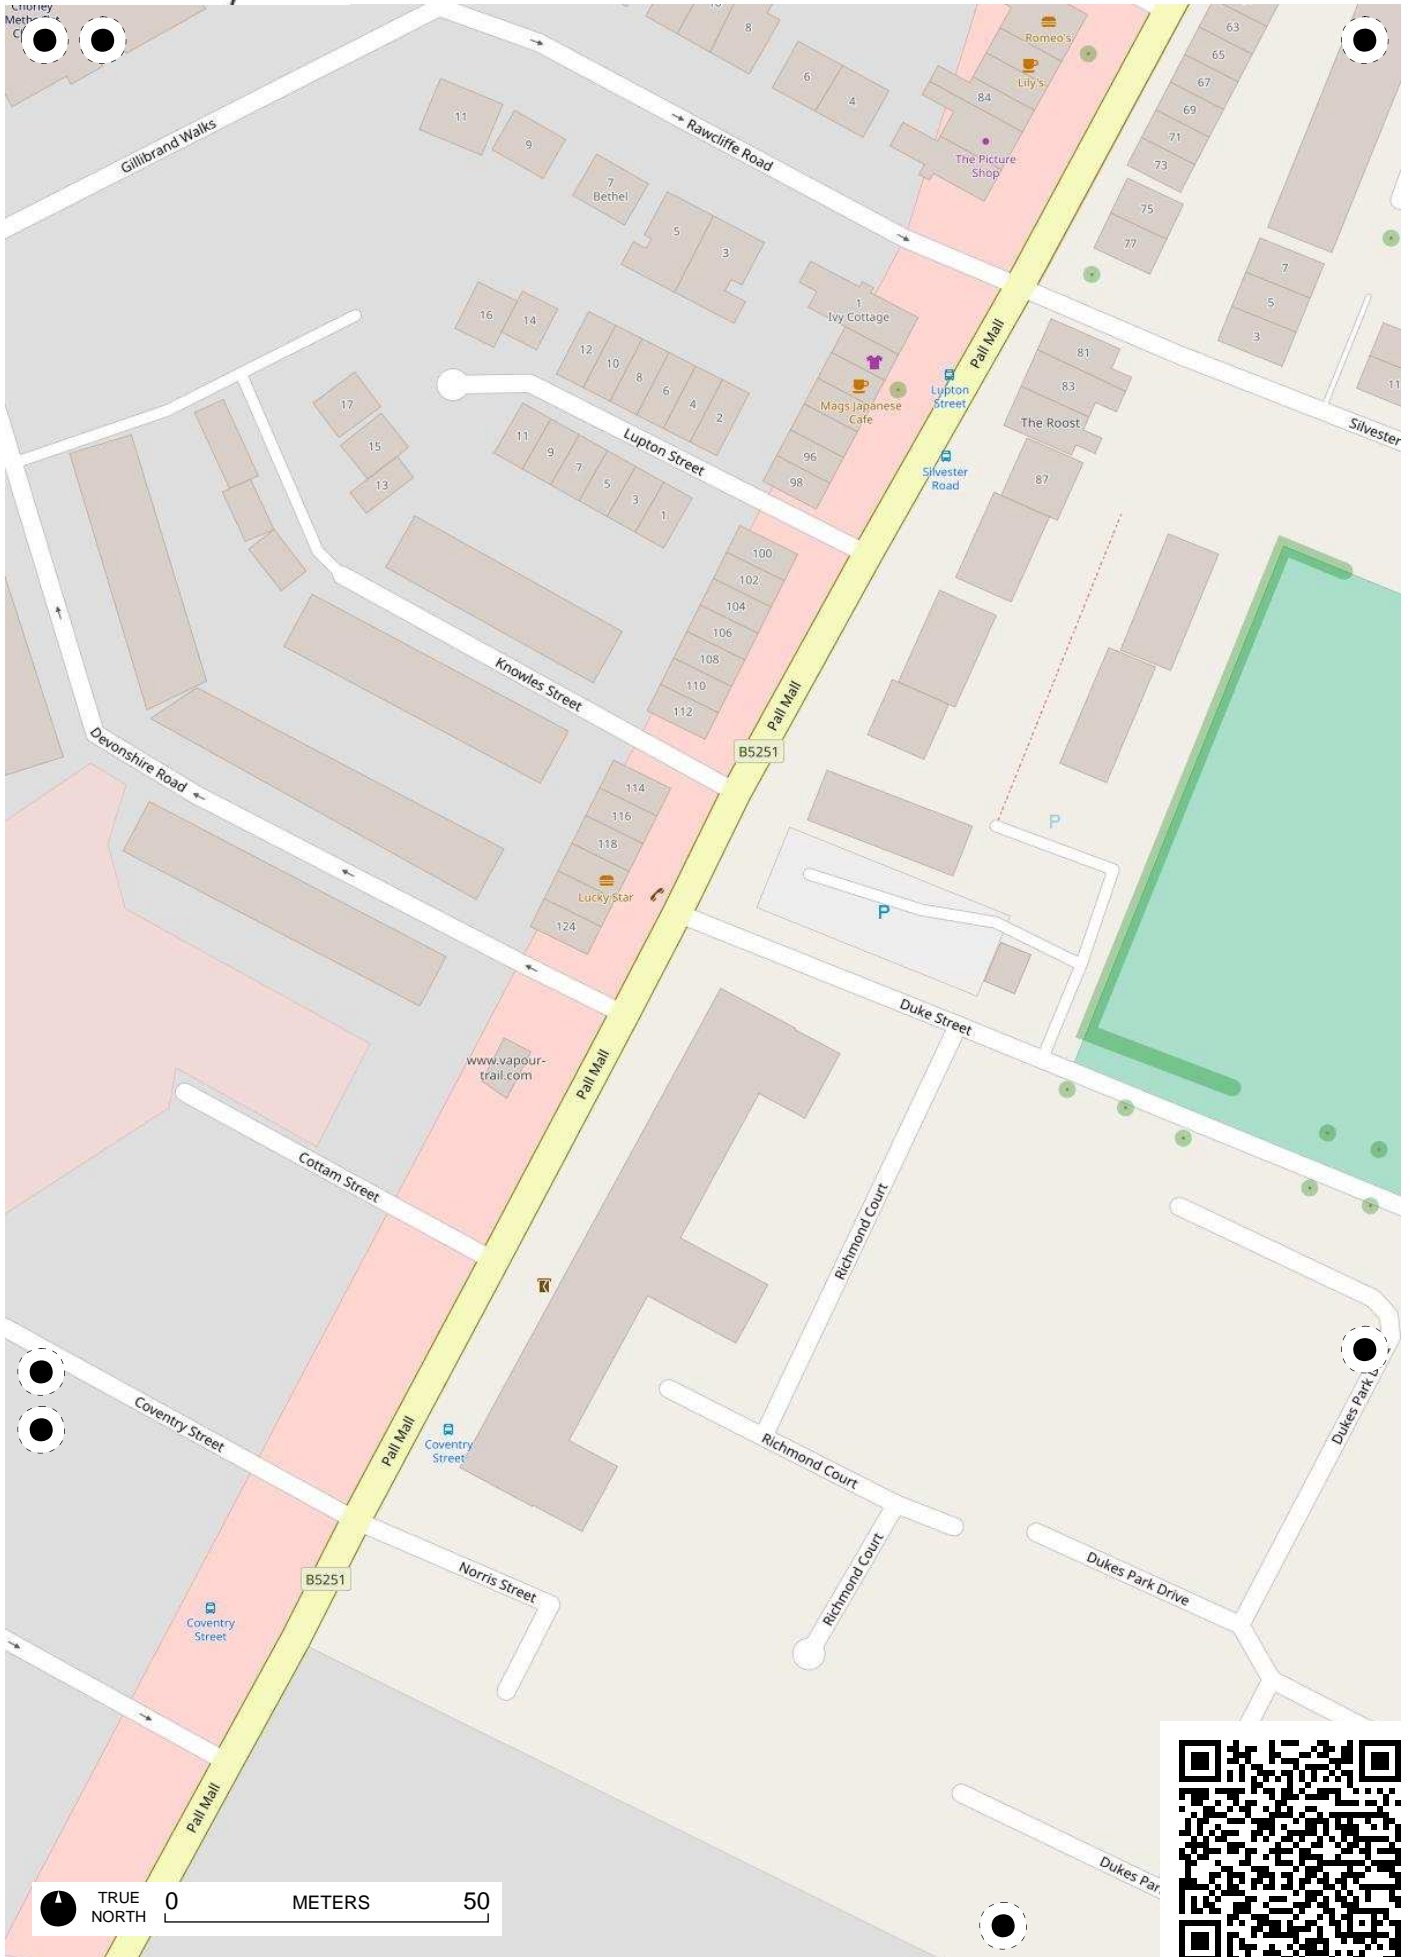 Chorley
63
Romeo's
8
65
Lily's
6
67
4
84
69
11
71
Gillibrand Walks
Rawcliffe Road
9
The Picture
Shop
73
7
Bethel
75
5
77
3
7
1
Ivy Cottage
5
16
14
3
Pall Mall
12
10
8
6
4
2
81
Lupton
Street
83
11
17
Mags Japanese
Cafe
The Roost
Silvester
11
9
7
5
3
1
Lupton Street
15
96
98
Silvester
Road
87
13
100
102
104
106
108
110
112
Knowles Street
Pall Mall
B5251
Devonshire Road
114
116
118
P
Lucky Star
P
124
Duke Street
www.vapour-
trail.com
Pall Mall
Cottam Street
Richmond Court
Coventry Street
Pall Mall
Coventry
Street
Dukes Park
Richmond Court
Norris Street
Richmond Court
Dukes Park Drive
B5251
Coventry
Street
Pall Mall
Dukes Par
TRUE
NORTH
0 METERS 50